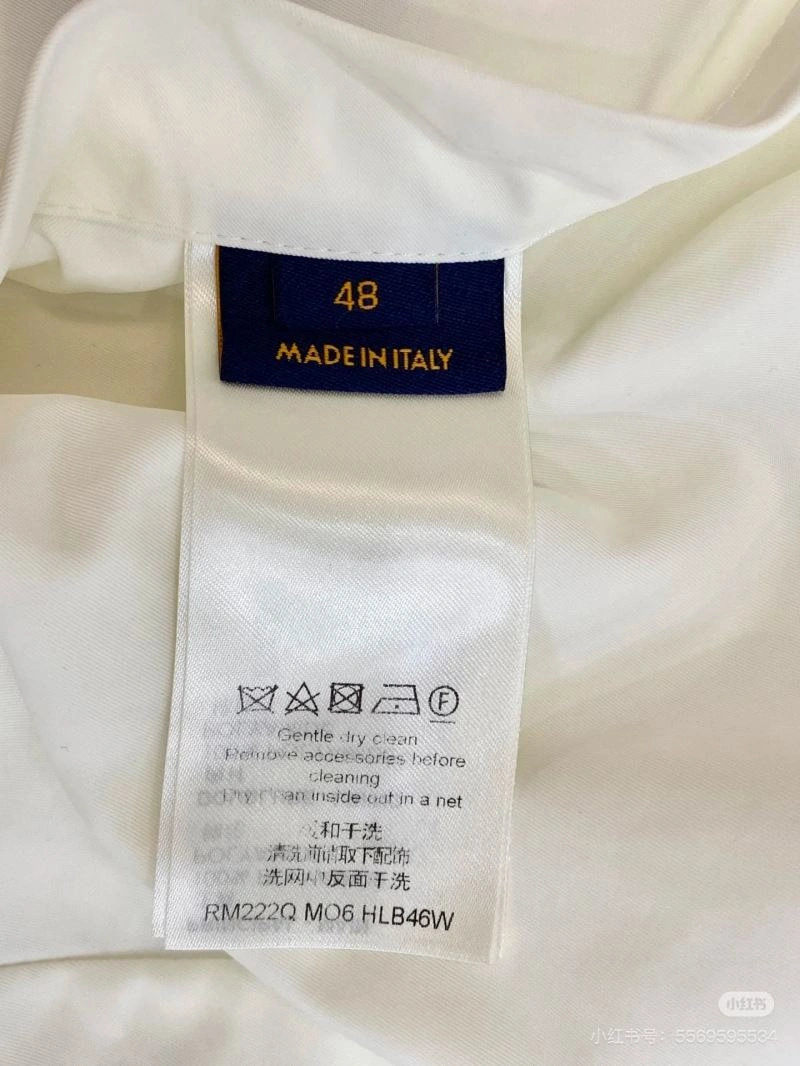 48
MADE IN ITALY
F
Gentle dry clean
Remove accessories before
cleaning
Dry clean inside out in a net
和干洗
清洗前请取下配饰
洗网中反面干洗
RM222Q MO6 HLB46W
小红书
小红书号：5569595534